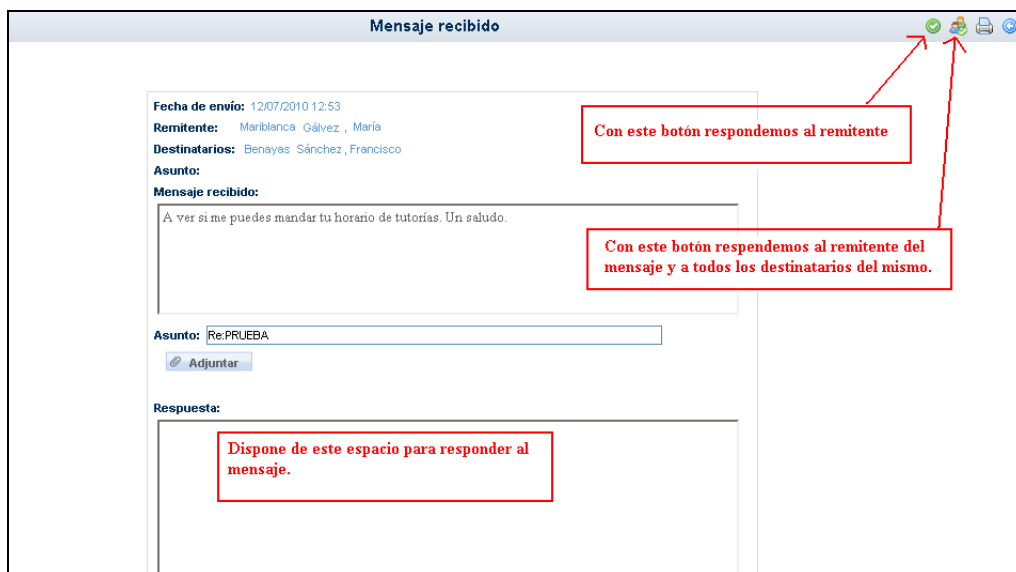 Mensaje recibido
Fecha de envío: 12/07/2010 12:53
Remitente: Mariblanca Gálvez , María
Destinatarios: Benayas Sánchez , Francisco
Asunto:
Mensaje recibido:
A ver si me puedes mandar tu horario de tutorías. Un saludo.
Con este botón respondemos al remitente
Con este botón respendemos al remitente del
mensaje y a todos los destinatarios del mismo.
Asunto: Re:PRUEBA
Adjuntar
Respuesta:
Dispone de este espacio para responder al
mensaje.